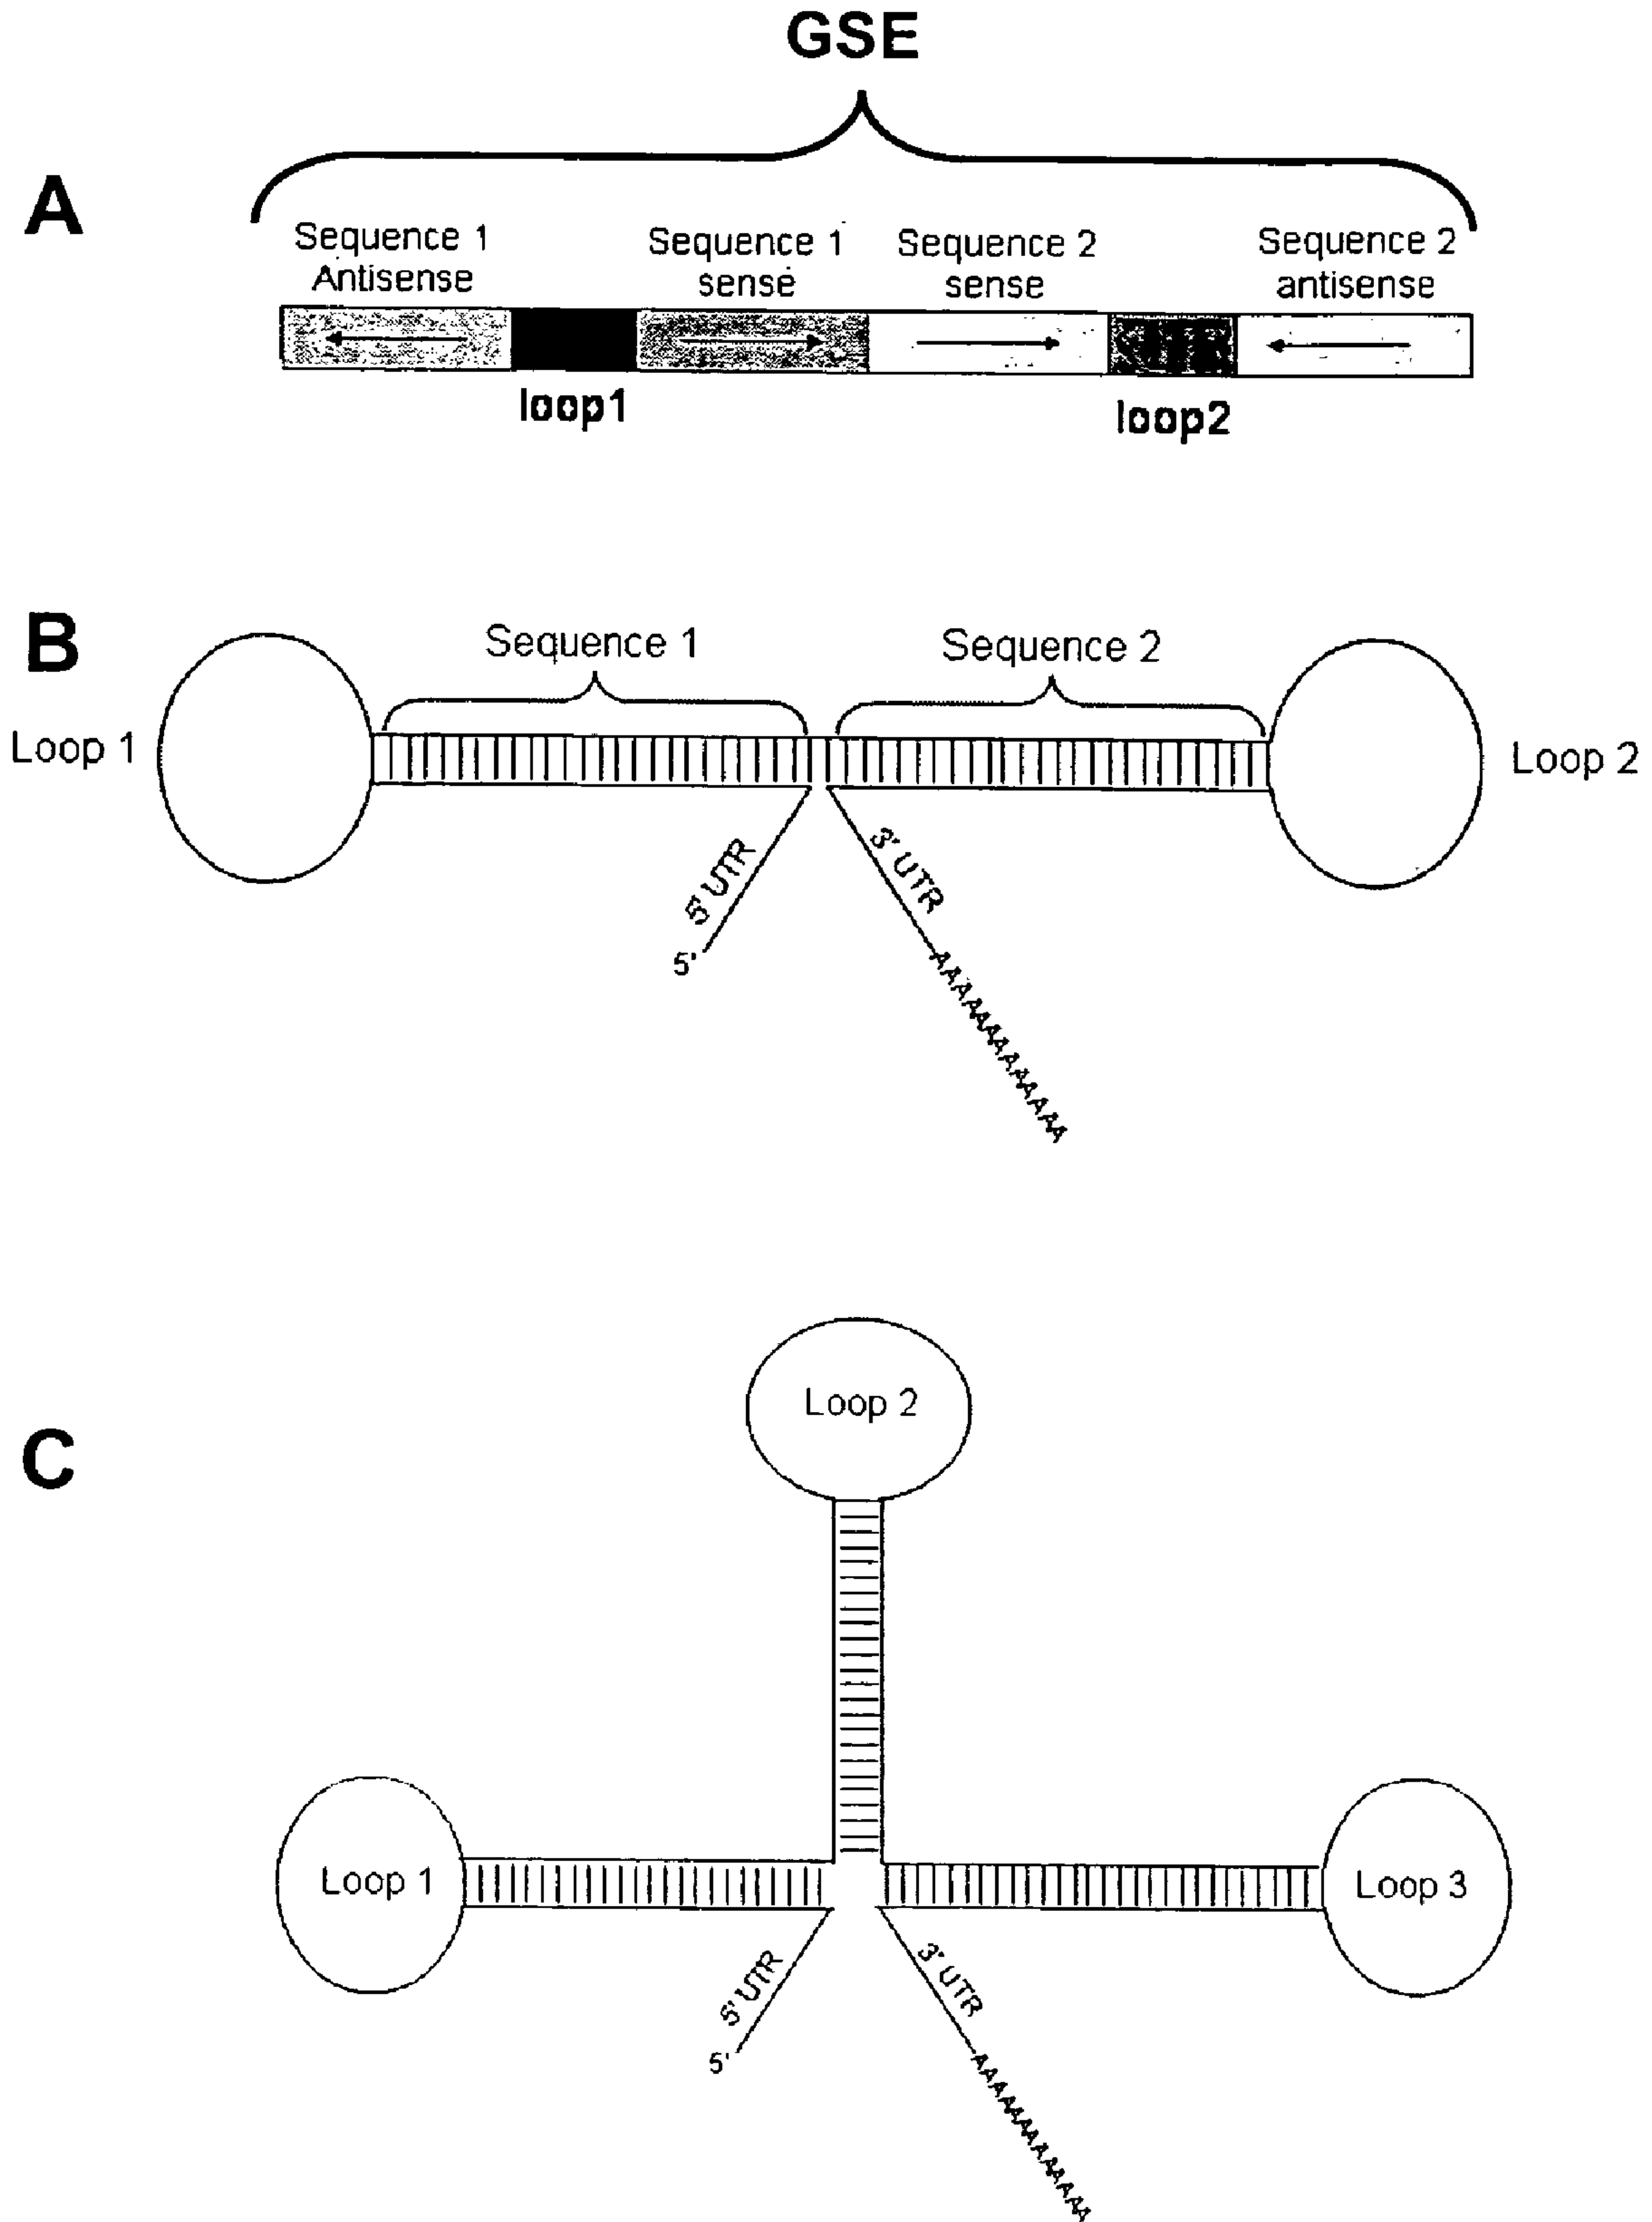 GSE
A
Sequence 1
Antisense
Sequence 1
sense
Sequence 2
sense
Sequence 2
antisense
loop1
loop2
B
Sequence 1
Sequence 2
Loop 1
Loop 2
5' UTR
3' UTR
5'
AAAAAAAAAAAAAAA
C
Loop 2
Loop 1
Loop 3
5' UTR
3' UTR
5'
AAAAAAAAAAAAAA